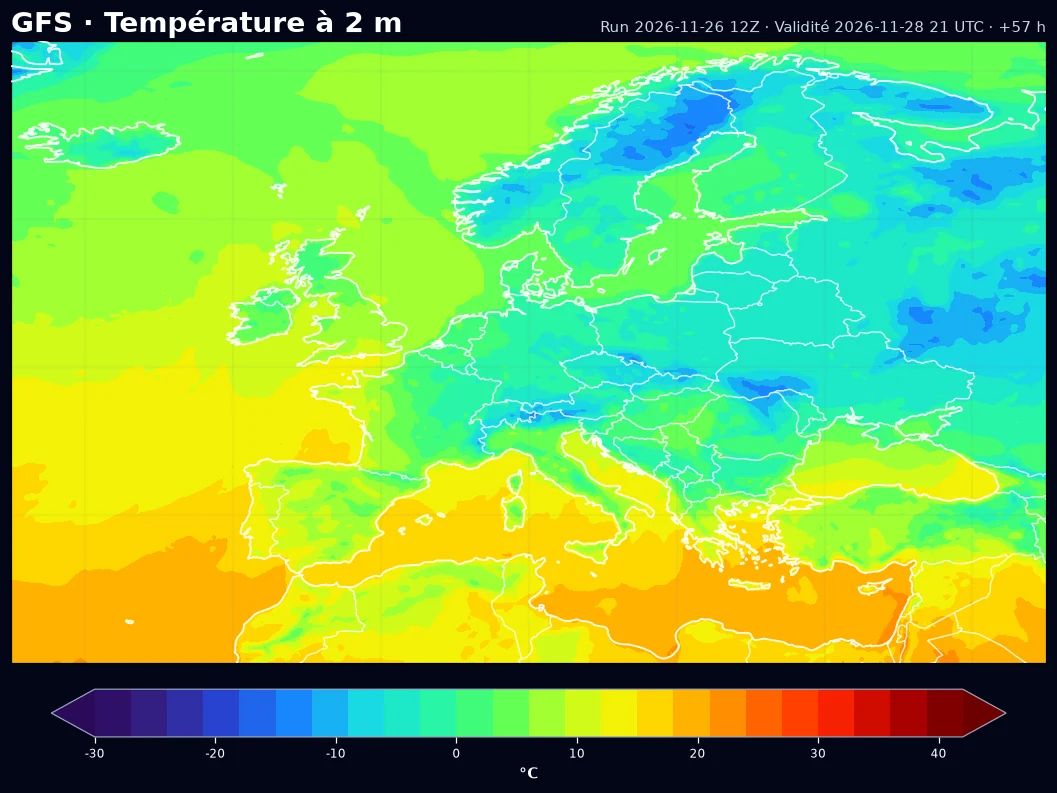 GFS · Température à 2 m
Run 2026-11-26 12Z · Validité 2026-11-28 21 UTC · +57 h
-30 -20 -10 0 10 20 30 40
°C